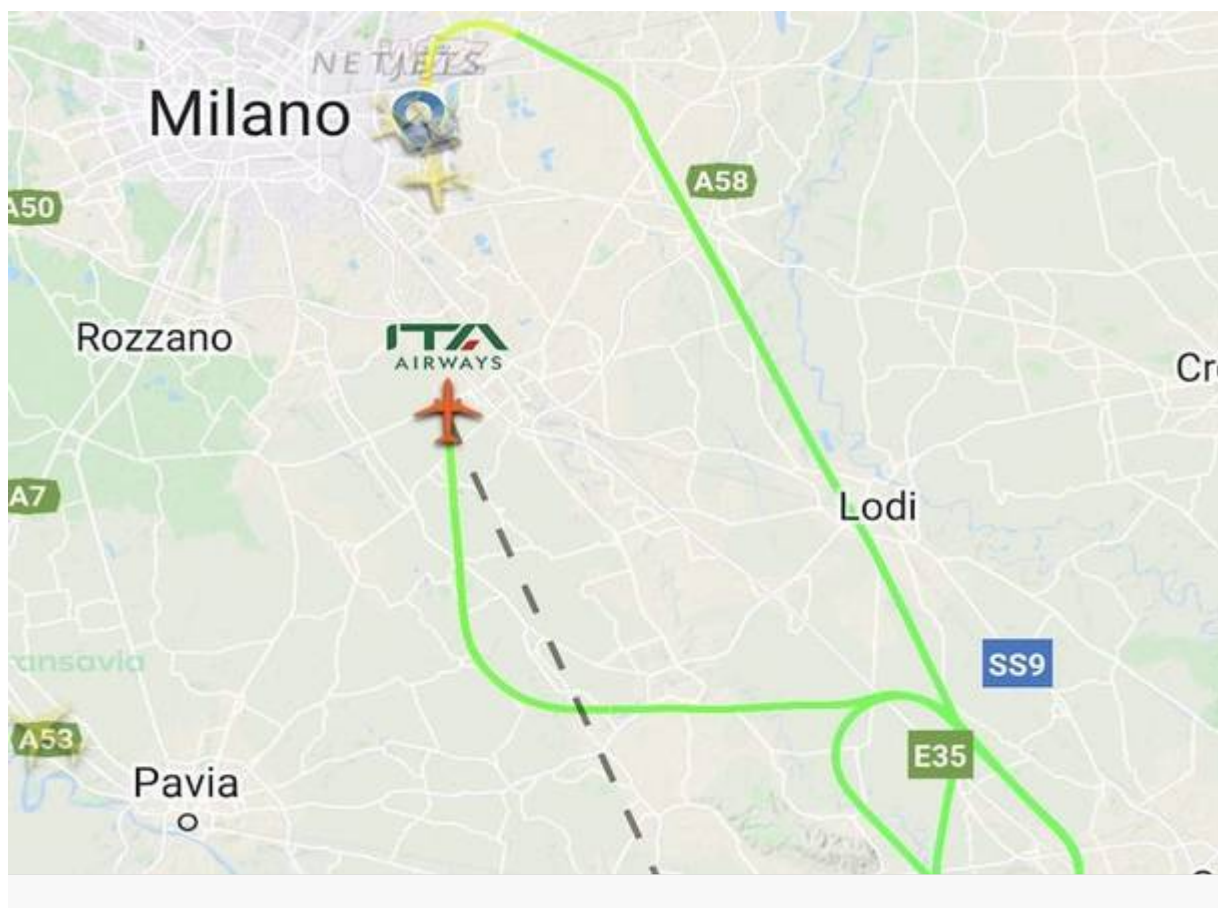 NETJETS
Milano
A58
A50
Rozzano
ITA
AIRWAYS
Cr
A7
Lodi
ansavia
SS9
A53
E35
Pavia